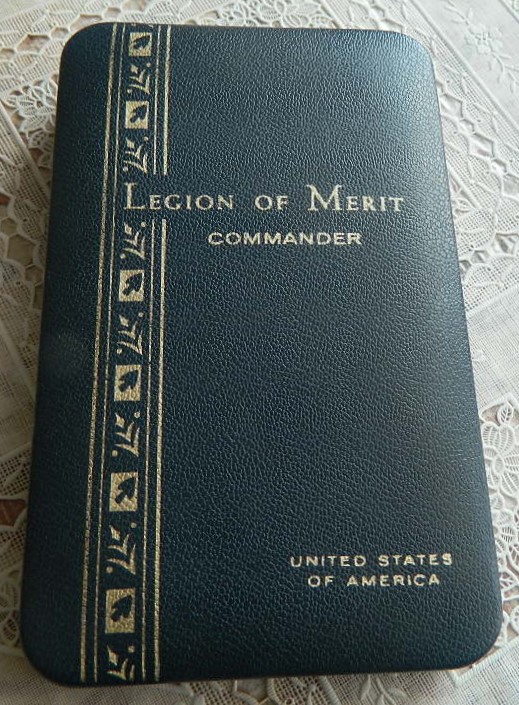 Legion of Merit
COMMANDER
UNITED STATES
OF AMERICA